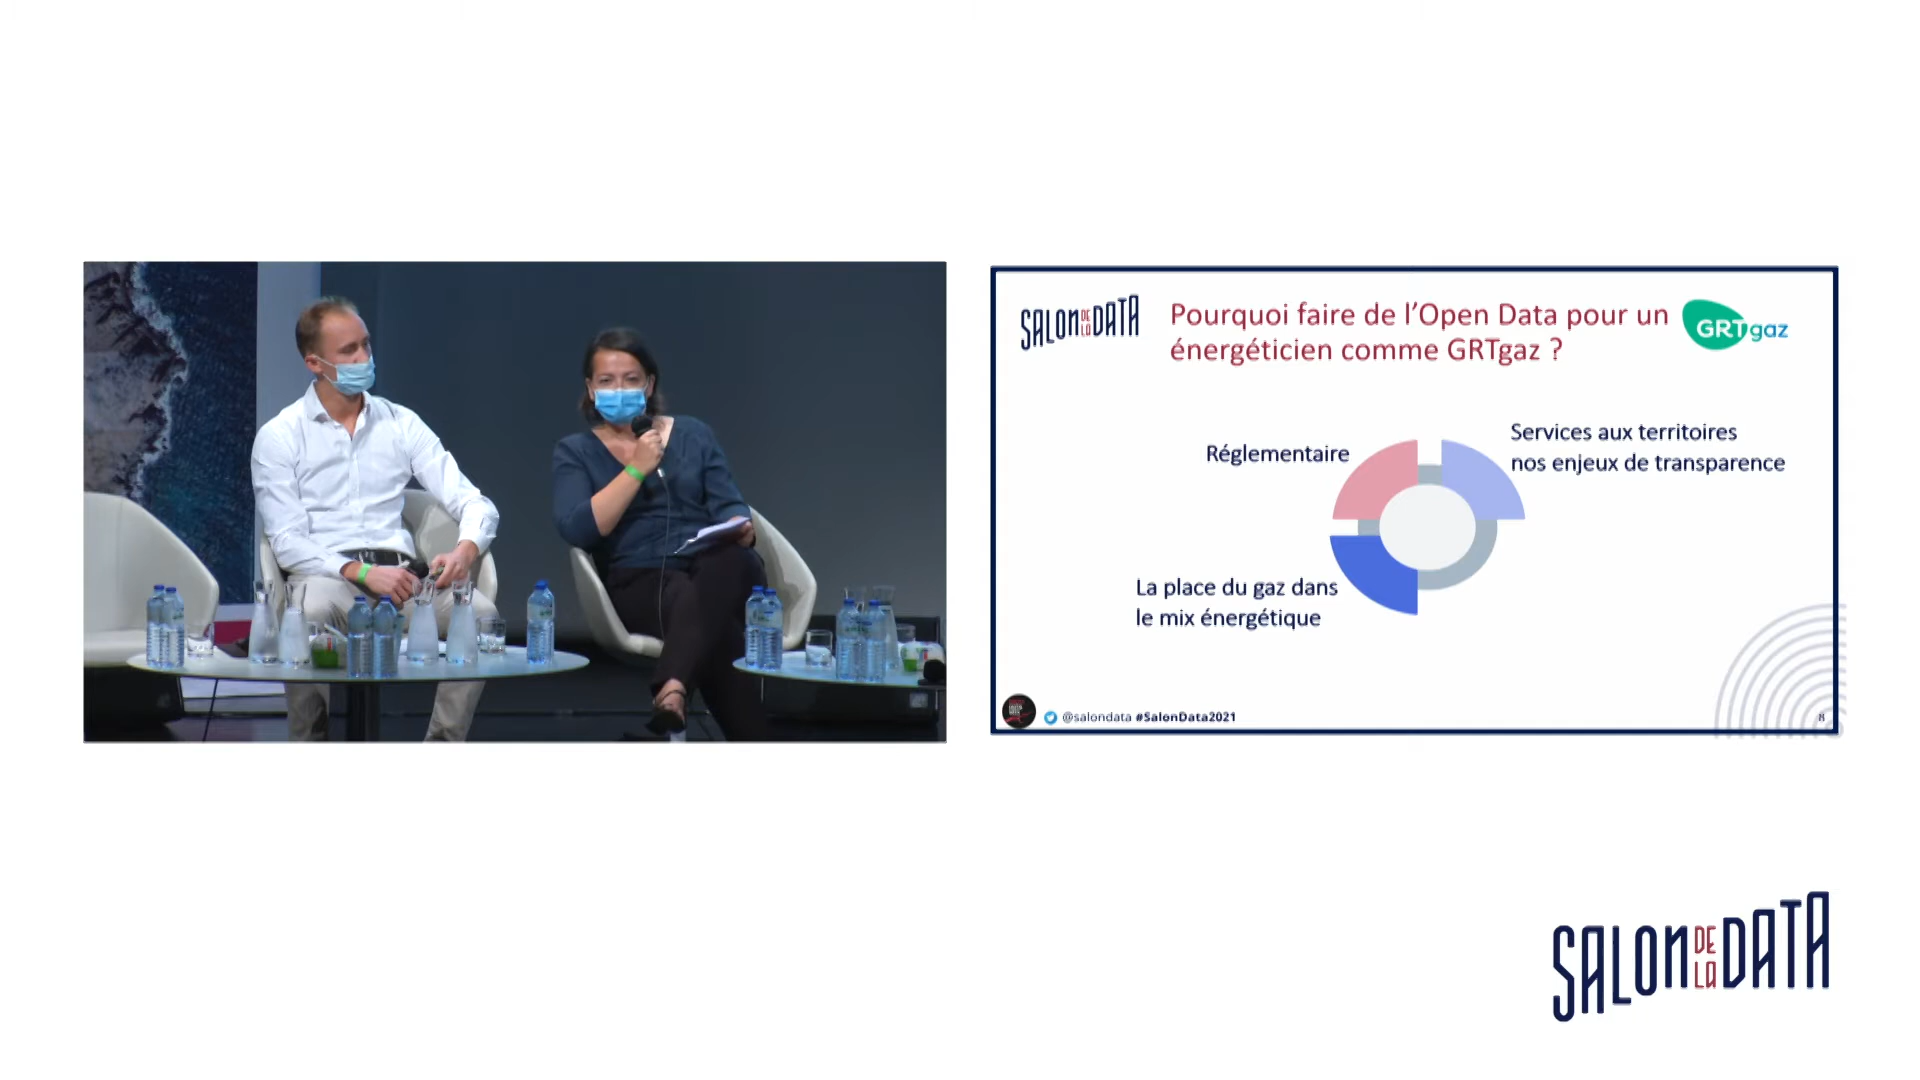 SALON DE LA DATA
Pourquoi faire de l’Open Data pour un
énergéticien comme GRTgaz ?
GRTgaz
Réglementaire
Services aux territoires
nos enjeux de transparence
La place du gaz dans
le mix énergétique
@salondata #SalonData2021
8
SALON DE LA DATA